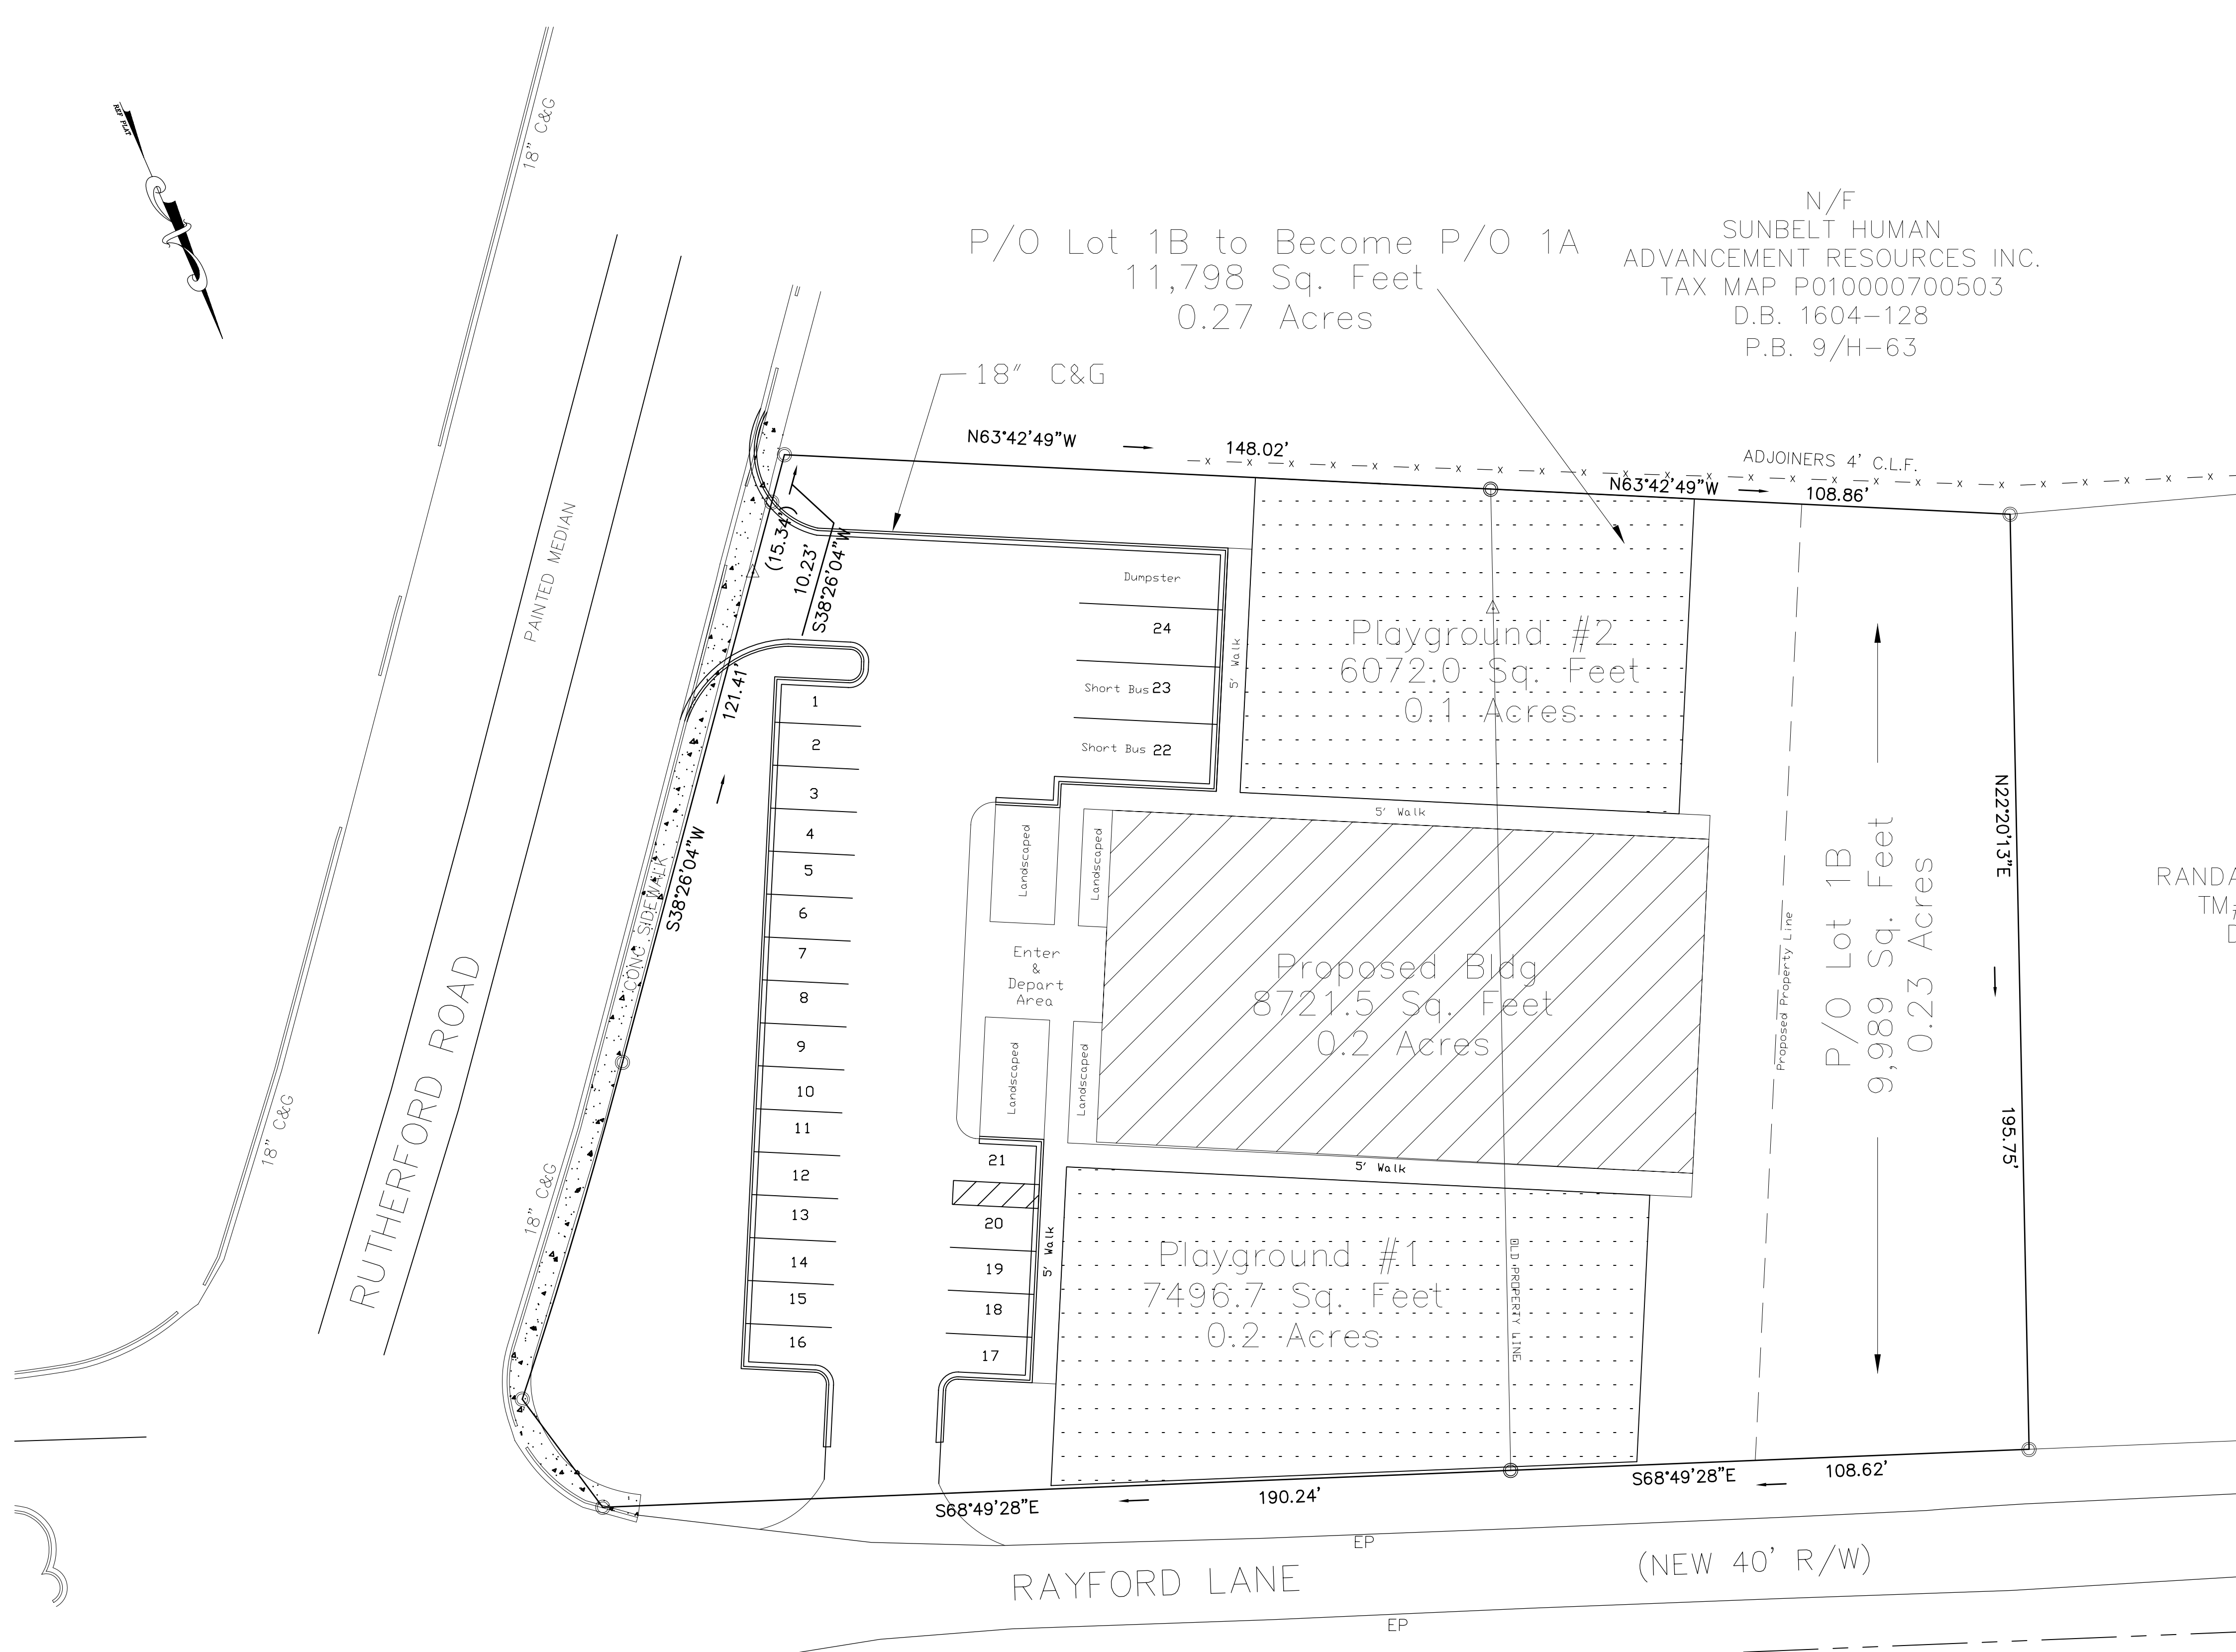 REF PLAT
18" C&G
N/F
SUNBELT HUMAN
ADVANCEMENT RESOURCES INC.
TAX MAP P010000700503
D.B. 1604-128
P.B. 9/H-63
P/O Lot 1B to Become P/O 1A
11,798 Sq. Feet
0.27 Acres
18" C&G
N63°42'49"W
148.02'
ADJOINERS 4' C.L.F.
N63°42'49"W
108.86'
PAINTED MEDIAN
(15.34')
10.23'
S38°26'04"W
121.41'
S38°26'04"W
CONC SIDEWALK
Dumpster
24
Short Bus 23
Short Bus 22
5' Walk
Playground #2
6072.0 Sq. Feet
0.1 Acres
5' Walk
1
2
3
4
5
6
7
8
9
10
11
12
13
14
15
16
Landscaped
Landscaped
Enter
&
Depart
Area
Landscaped
Landscaped
Proposed Bldg
8721.5 Sq. Feet
0.2 Acres
5' Walk
Proposed Property Line
P/O Lot 1B
9,989 Sq. Feet
0.23 Acres
N22°20'13"E
195.75'
RANDA
TM#
D
21
20
19
18
17
5' Walk
Playground #1
7496.7 Sq. Feet
0.2 Acres
OLD PROPERTY LINE
RUTHERFORD ROAD
18" C&G
18" C&G
S68°49'28"E
190.24'
S68°49'28"E
108.62'
EP
RAYFORD LANE
(NEW 40' R/W)
EP